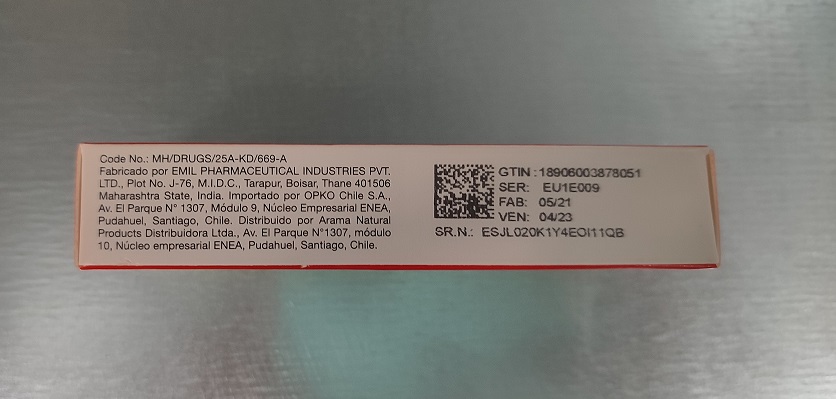 Code No.: MH/DRUGS/25A-KD/669-A
Fabricado por EMIL PHARMACEUTICAL INDUSTRIES PVT.
LTD., Plot No. J-76, M.I.D.C., Tarapur, Boisar, Thane 401506
Maharashtra State, India. Importado por OPKO Chile S.A.,
Av. El Parque N° 1307, Módulo 9, Núcleo Empresarial ENEA,
Pudahuel, Santiago, Chile. Distribuido por Arama Natural
Products Distribuidora Ltda., Av. El Parque N°1307, módulo
10, Núcleo empresarial ENEA, Pudahuel, Santiago, Chile.
GTIN : 18906003878051
SER: EU1E009
FAB: 05/21
VEN: 04/23
SR.N.: ESJL020K1Y4EOI11QB